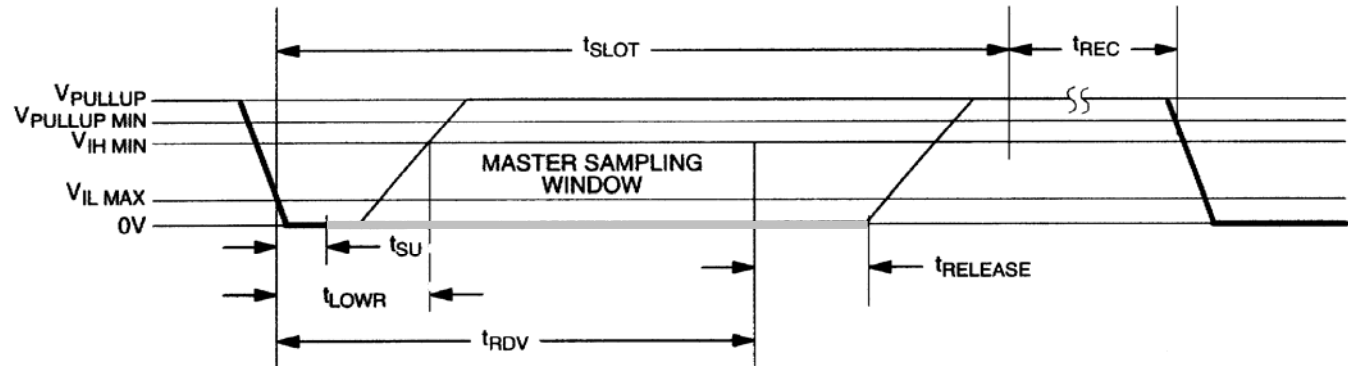 tSLOT
tREC
VPULLUP
VPULLUP MIN
VIH MIN
MASTER SAMPLING
WINDOW
VIL MAX
0V
tSU
tRELEASE
tLOWR
tRDV